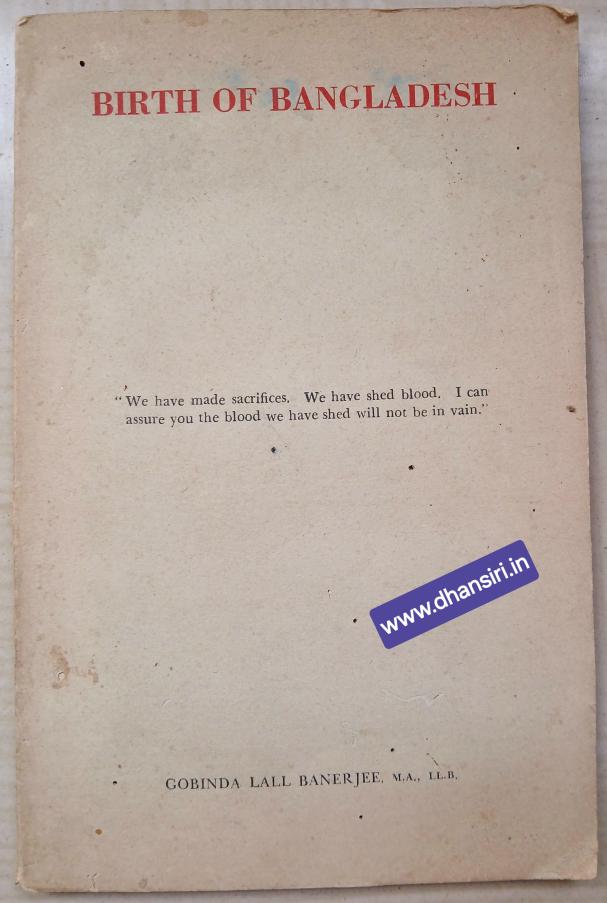 BIRTH OF BANGLADESH
“We have made sacrifices. We have shed blood. I can
assure you the blood we have shed will not be in vain.”
www.dhansiri.in
GOBINDA LALL BANERJEE, M.A., LL.B.